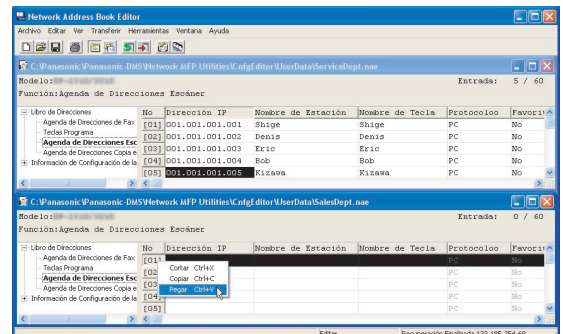 Network Address Book Editor
Archivo Editar Ver Transferir Herramientas Ventana Ayuda
C:\Panasonic\Panasonic-DMS\Network MFP Utilities\CnfgEditor\UserData\ServiceDept.nae
Modelo:
Entrada: 5 / 60
Función:Agenda de Direcciones Escáner
Libro de Direcciones
Agenda de Direcciones de Fax
Teclas Programa
Agenda de Direcciones Esc
Agenda de Direcciones Copia e
Información de Configuración de la
No Dirección IP Nombre de Estación Nombre de Tecla Protocoloo Favori
[01] 001.001.001.001 Shige Shige PC No
[02] 001.001.001.002 Denis Denis PC No
[03] 001.001.001.003 Eric Eric PC No
[04] 001.001.001.004 Bob Bob PC No
[05] 001.001.001.005 Kizawa Kizawa PC No
C:\Panasonic\Panasonic-DMS\Network MFP Utilities\CnfgEditor\UserData\SalesDept.nae
Modelo:
Entrada: 0 / 60
Función:Agenda de Direcciones Escáner
Libro de Direcciones
Agenda de Direcciones de Fax
Teclas Programa
Agenda de Direcciones Esc
Agenda de Direcciones Copia e
Información de Configuración de la
No Dirección IP Nombre de Estación Nombre de Tecla Protocoloo Favori
[01] PC No
[02 PC No
[03 PC No
[04] PC No
[05] PC No
Cortar Ctrl+X
Copiar Ctrl+C
Pegar Ctrl+V
Editar